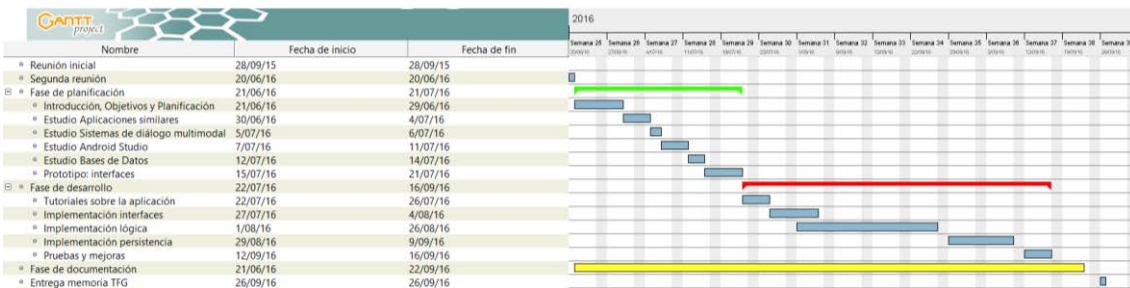 GANTT project
2016
Nombre Fecha de inicio Fecha de fin
Semana 25 Semana 26 Semana 27 Semana 28 Semana 29 Semana 30 Semana 31 Semana 32 Semana 33 Semana 34 Semana 35 Semana 36 Semana 37 Semana 38 Semana 39
Reunión inicial 28/09/15 28/09/15
Segunda reunión 20/06/16 20/06/16
Fase de planificación 21/06/16 21/07/16
Introducción, Objetivos y Planificación 21/06/16 29/06/16
Estudio Aplicaciones similares 30/06/16 4/07/16
Estudio Sistemas de diálogo multimodal 5/07/16 6/07/16
Estudio Android Studio 7/07/16 11/07/16
Estudio Bases de Datos 12/07/16 14/07/16
Prototipo: interfaces 15/07/16 21/07/16
Fase de desarrollo 22/07/16 16/09/16
Tutoriales sobre la aplicación 22/07/16 26/07/16
Implementación interfaces 27/07/16 4/08/16
Implementación lógica 1/08/16 26/08/16
Implementación persistencia 29/08/16 9/09/16
Pruebas y mejoras 12/09/16 16/09/16
Fase de documentación 21/06/16 22/09/16
Entrega memoria TFG 26/09/16 26/09/16